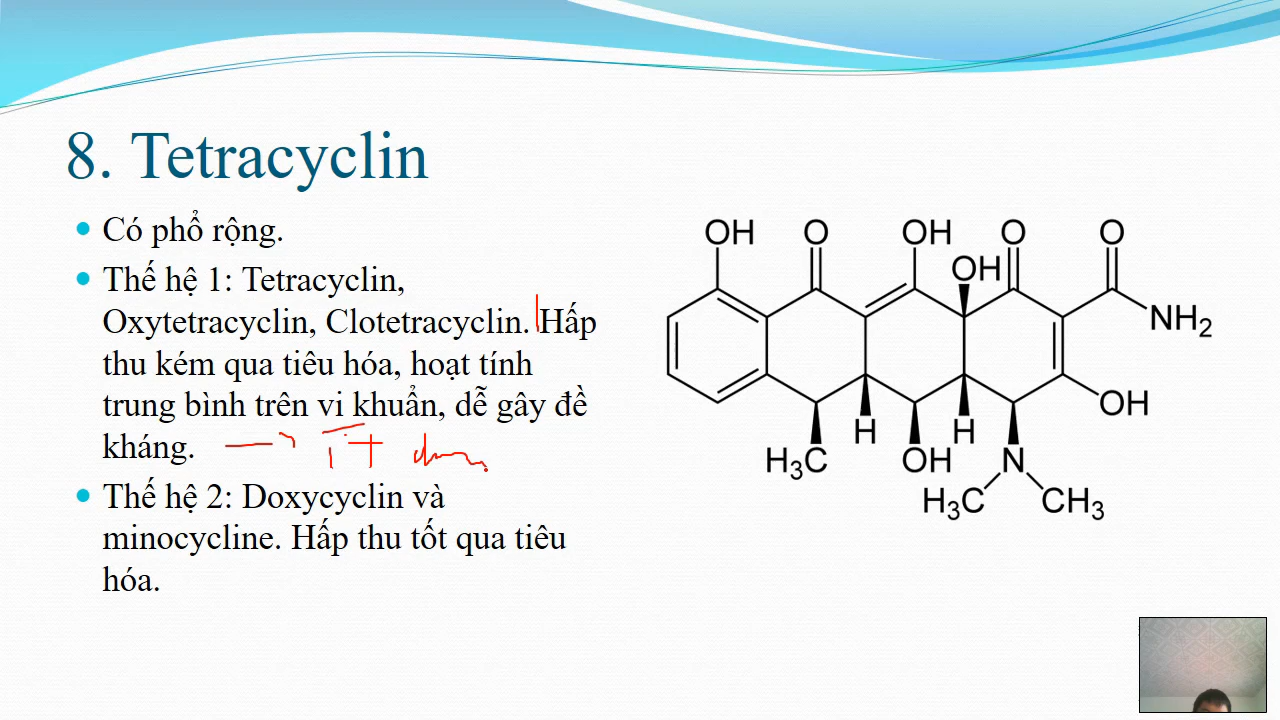 8. Tetracyclin
Có phổ rộng.
Thế hệ 1: Tetracyclin,
Oxytetracyclin, Clotetracyclin. Hấp
thu kém qua tiêu hóa, hoạt tính
trung bình trên vi khuẩn, dễ gây đề
kháng.
Thế hệ 2: Doxycyclin và
minocycline. Hấp thu tốt qua tiêu
hóa.
OH O OH O O
OH
NH2
OH
H H
H3C OH N
H3C CH3